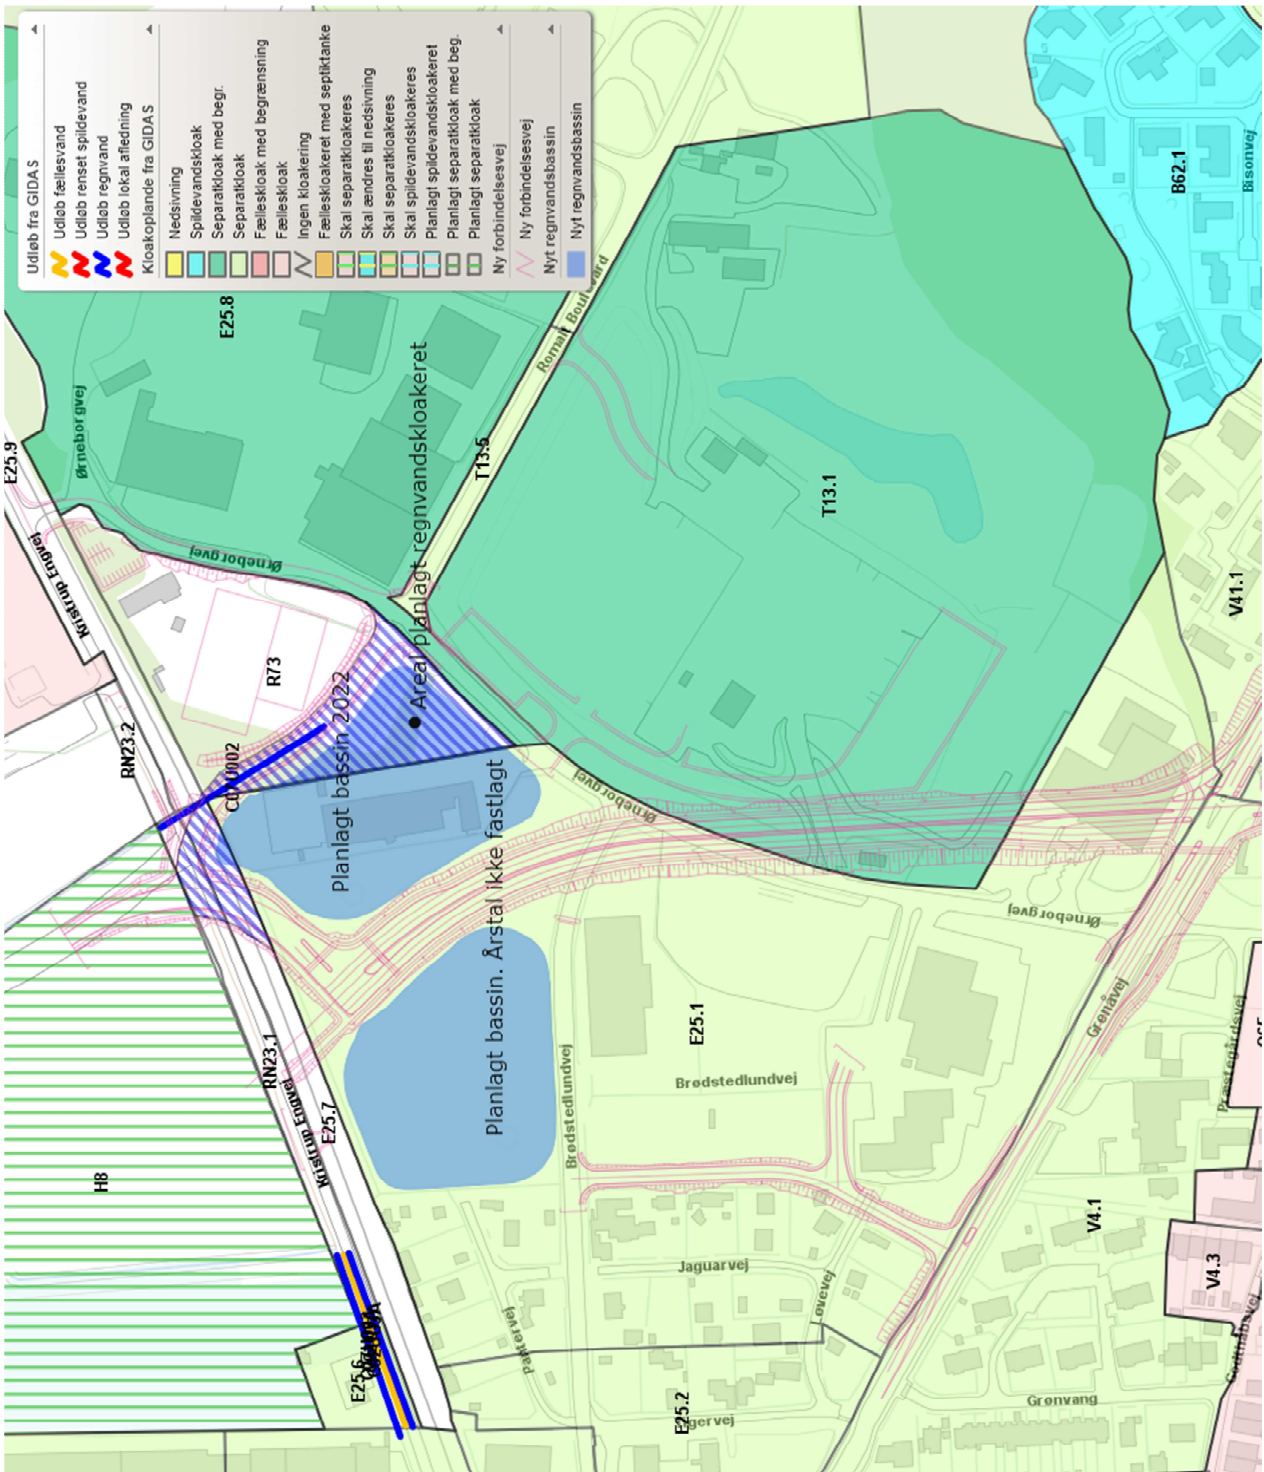 Udløb fra GIDAS
Udløb fællesvand
Udløb renset spildevand
Udløb regnvand
Udløb lokal afledning
Kloakoplande fra GIDAS
Nedsivning
Spildevandskloak
Separatkloak med begr.
Separatkloak
Fælleskloak med begrænsning
Fælleskloak
Ingen kloakering
Fælleskloakeret med septiktanke
Skal separatkloakeres
Skal ændres til nedsivning
Skal separatkloakeres
Skal spildevandskloakeres
Planlagt spildevandskloakeret
Planlagt separatkloak med beg.
Planlagt separatkloak
Ny forbindelsesvej
Ny forbindelsesvej
Nyt regnvandsbassin
Nyt regnvandsbassin
E25.9
Ørneborgvej
E25.8
Kristrup Engvej
Ørneborgvej
Romalt Boulevard
T13.5
RN23.2
R73
C07U002
Planlagt bassin 2022
Areal planlagt regnvandskloakeret
T13.1
B62.1
Bisonvej
V41.1
H8
RN23.1
Kristrup Engvej
E25.7
Planlagt bassin. Årstal ikke fastlagt
Ørneborgvej
Ørneborgvej
Brødstedlundvej
E25.1
Brødstedlundvej
Grenåvej
Præstegårdsvej
E25.6
Pantervej
Jaguarvej
Løvevej
V4.1
V4.3
Godthåbsvej
E25.2
Grønvang